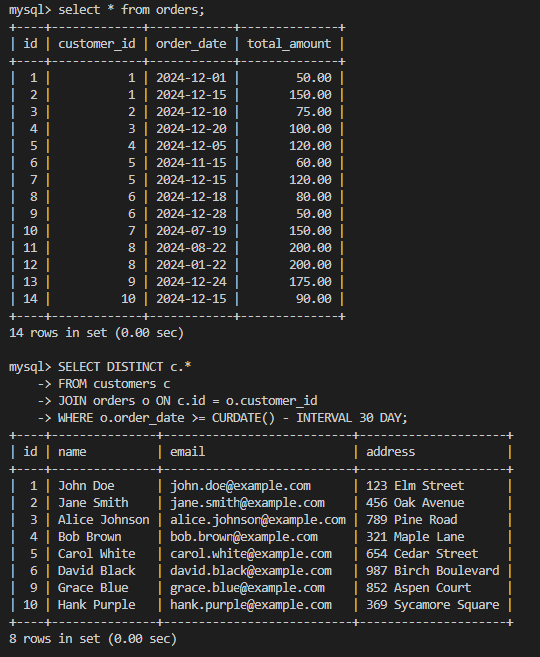 mysql> select * from orders;
+----+-------------+------------+--------------+
| id | customer_id | order_date | total_amount |
+----+-------------+------------+--------------+
|  1 |           1 | 2024-12-01 |        50.00 |
|  2 |           1 | 2024-12-15 |       150.00 |
|  3 |           2 | 2024-12-10 |        75.00 |
|  4 |           3 | 2024-12-20 |       100.00 |
|  5 |           4 | 2024-12-05 |       120.00 |
|  6 |           5 | 2024-11-15 |        60.00 |
|  7 |           5 | 2024-12-15 |       120.00 |
|  8 |           6 | 2024-12-18 |        80.00 |
|  9 |           6 | 2024-12-28 |        50.00 |
| 10 |           7 | 2024-07-19 |       150.00 |
| 11 |           8 | 2024-08-22 |       200.00 |
| 12 |           8 | 2024-01-22 |       200.00 |
| 13 |           9 | 2024-12-24 |       175.00 |
| 14 |          10 | 2024-12-15 |        90.00 |
+----+-------------+------------+--------------+
14 rows in set (0.00 sec)

mysql> SELECT DISTINCT c.*
    -> FROM customers c
    -> JOIN orders o ON c.id = o.customer_id
    -> WHERE o.order_date >= CURDATE() - INTERVAL 30 DAY;
+----+---------------+---------------------------+---------------------+
| id | name          | email                     | address             |
+----+---------------+---------------------------+---------------------+
|  1 | John Doe      | john.doe@example.com      | 123 Elm Street      |
|  2 | Jane Smith    | jane.smith@example.com    | 456 Oak Avenue      |
|  3 | Alice Johnson | alice.johnson@example.com | 789 Pine Road       |
|  4 | Bob Brown     | bob.brown@example.com     | 321 Maple Lane      |
|  5 | Carol White   | carol.white@example.com   | 654 Cedar Street    |
|  6 | David Black   | david.black@example.com   | 987 Birch Boulevard |
|  9 | Grace Blue    | grace.blue@example.com    | 852 Aspen Court     |
| 10 | Hank Purple   | hank.purple@example.com   | 369 Sycamore Square |
+----+---------------+---------------------------+---------------------+
8 rows in set (0.00 sec)